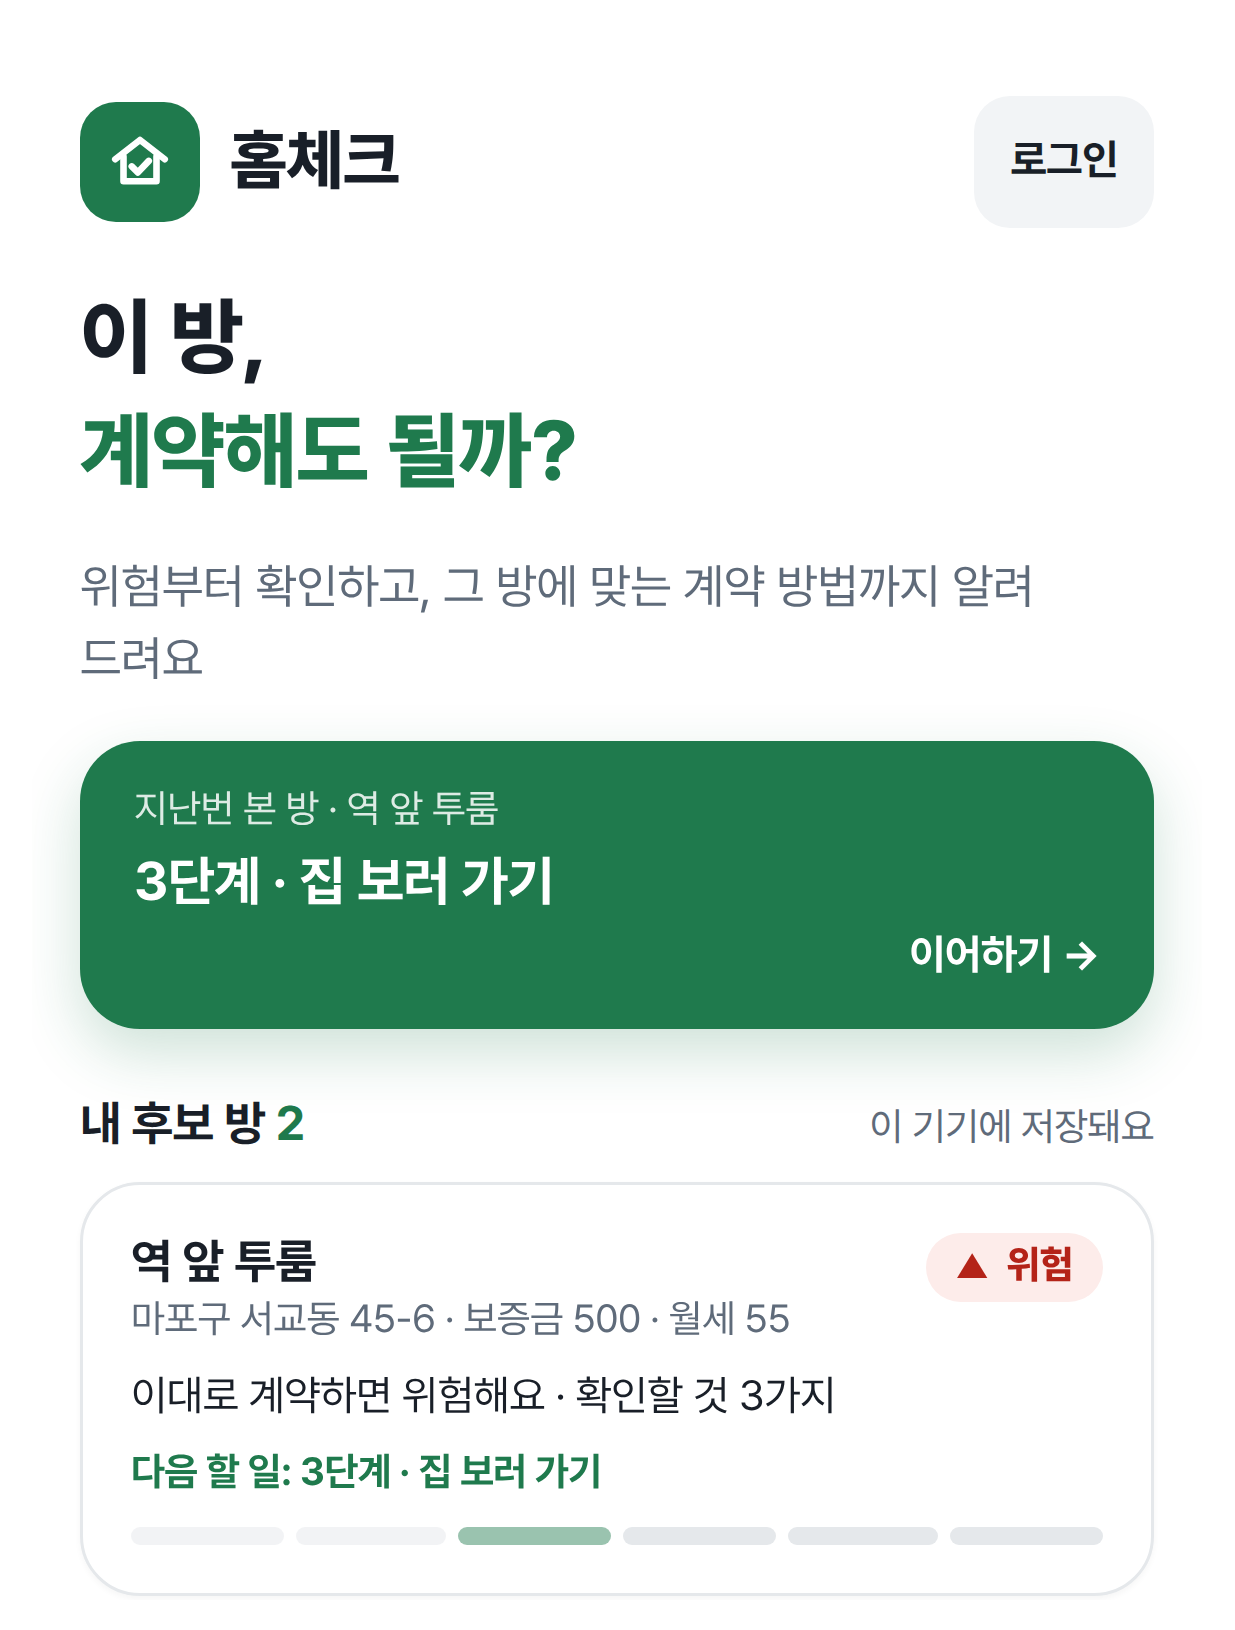 홈체크
로그인
이 방,
계약해도 될까?
위험부터 확인하고, 그 방에 맞는 계약 방법까지 알려
드려요
지난번 본 방 · 역 앞 투룸
3단계 · 집 보러 가기
이어하기 →
내 후보 방 2
이 기기에 저장돼요
역 앞 투룸
▲ 위험
마포구 서교동 45-6 · 보증금 500 · 월세 55
이대로 계약하면 위험해요 · 확인할 것 3가지
다음 할 일: 3단계 · 집 보러 가기